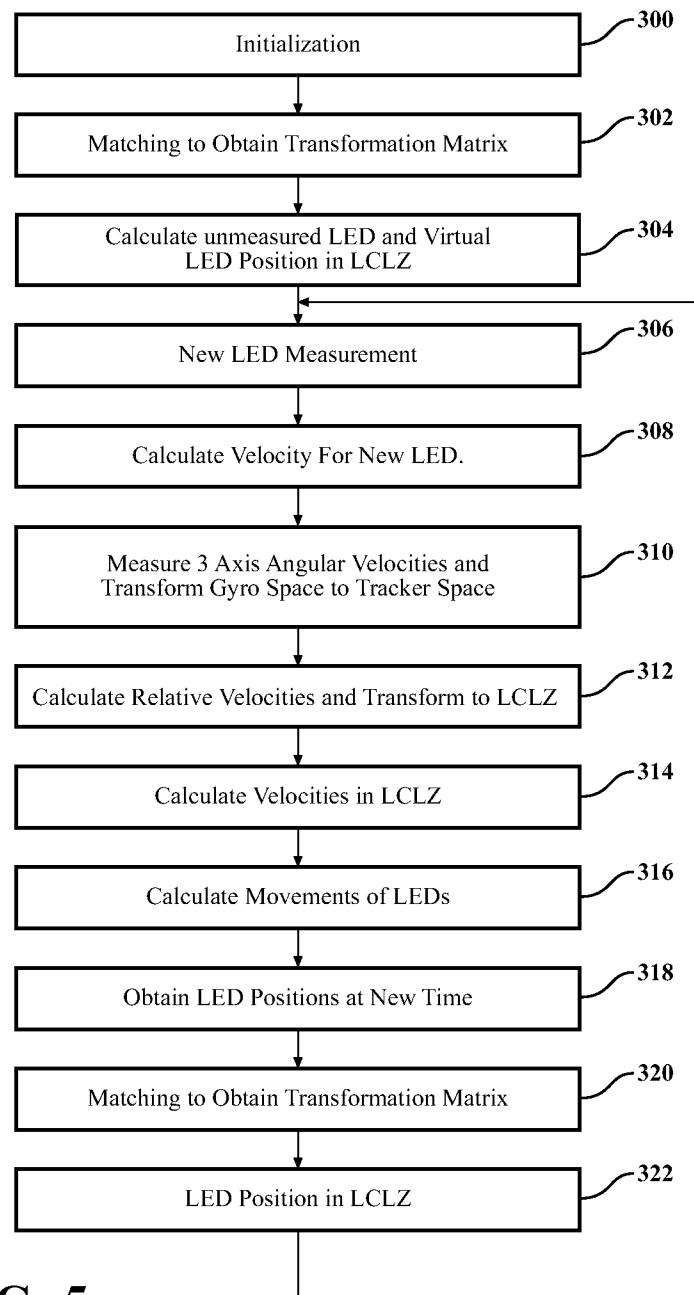 300
Initialization
302
Matching to Obtain Transformation Matrix
304
Calculate unmeasured LED and Virtual
LED Position in LCLZ
306
New LED Measurement
308
Calculate Velocity For New LED.
310
Measure 3 Axis Angular Velocities and
Transform Gyro Space to Tracker Space
312
Calculate Relative Velocities and Transform to LCLZ
314
Calculate Velocities in LCLZ
316
Calculate Movements of LEDs
318
Obtain LED Positions at New Time
320
Matching to Obtain Transformation Matrix
322
LED Position in LCLZ